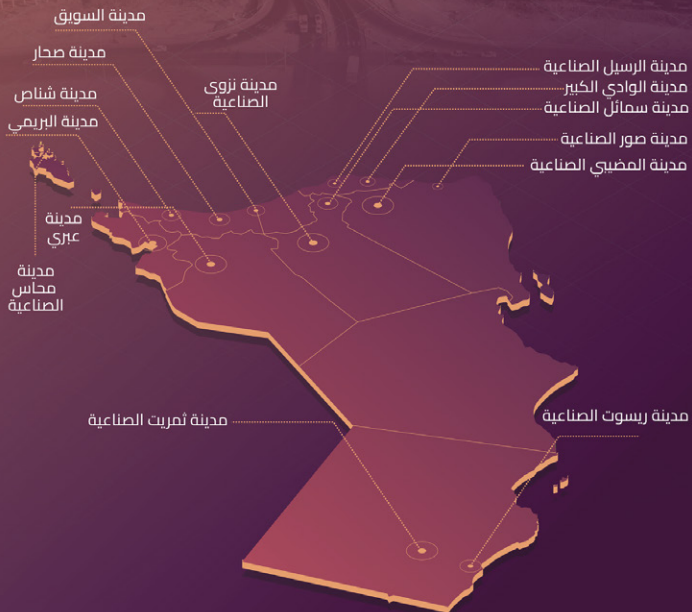 مدينة السويق
مدينة صحار
مدينة شناص
مدينة البريمي
مدينة نزوى
الصناعية
مدينة الرسيل الصناعية
مدينة الوادي الكبير
مدينة سمائل الصناعية
مدينة صور الصناعية
مدينة المضيبي الصناعية
مدينة
عبري
مدينة
محاس
الصناعية
مدينة ثمريت الصناعية
مدينة ريسوت الصناعية